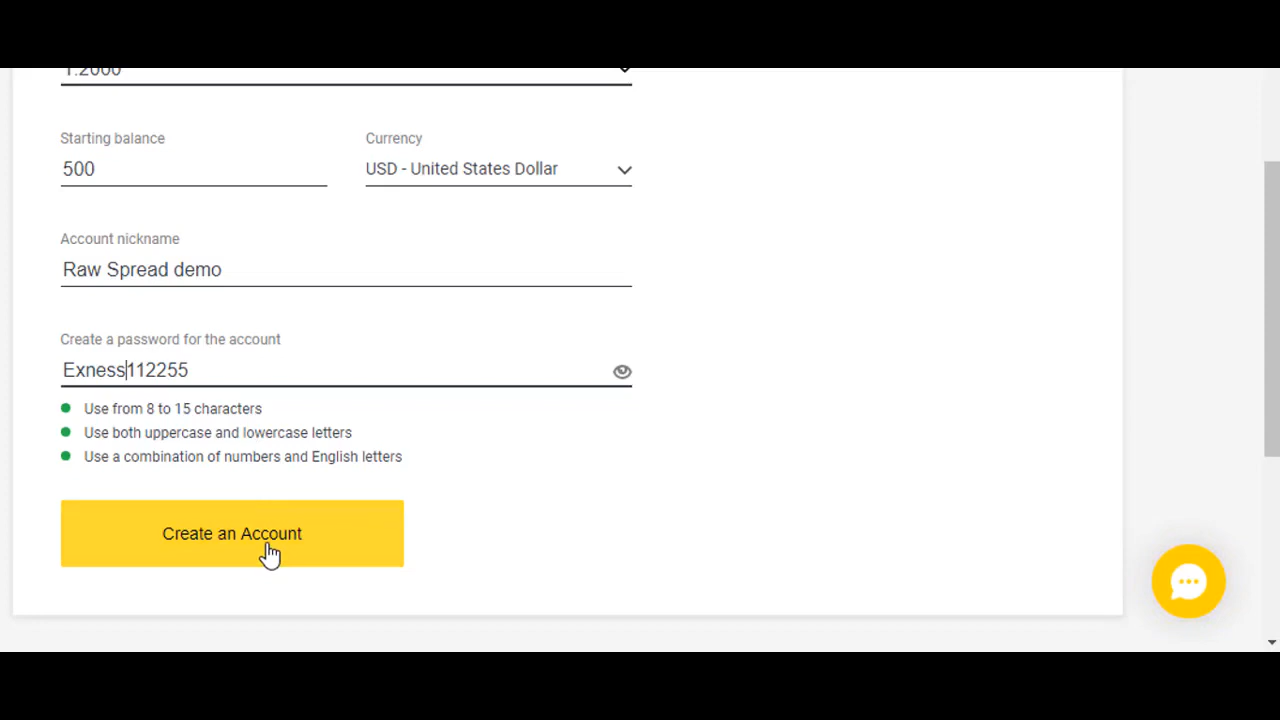 1:2000
Starting balance
Currency
500
USD - United States Dollar
Account nickname
Raw Spread demo
Create a password for the account
Exness112255
Use from 8 to 15 characters
Use both uppercase and lowercase letters
Use a combination of numbers and English letters
Create an Account